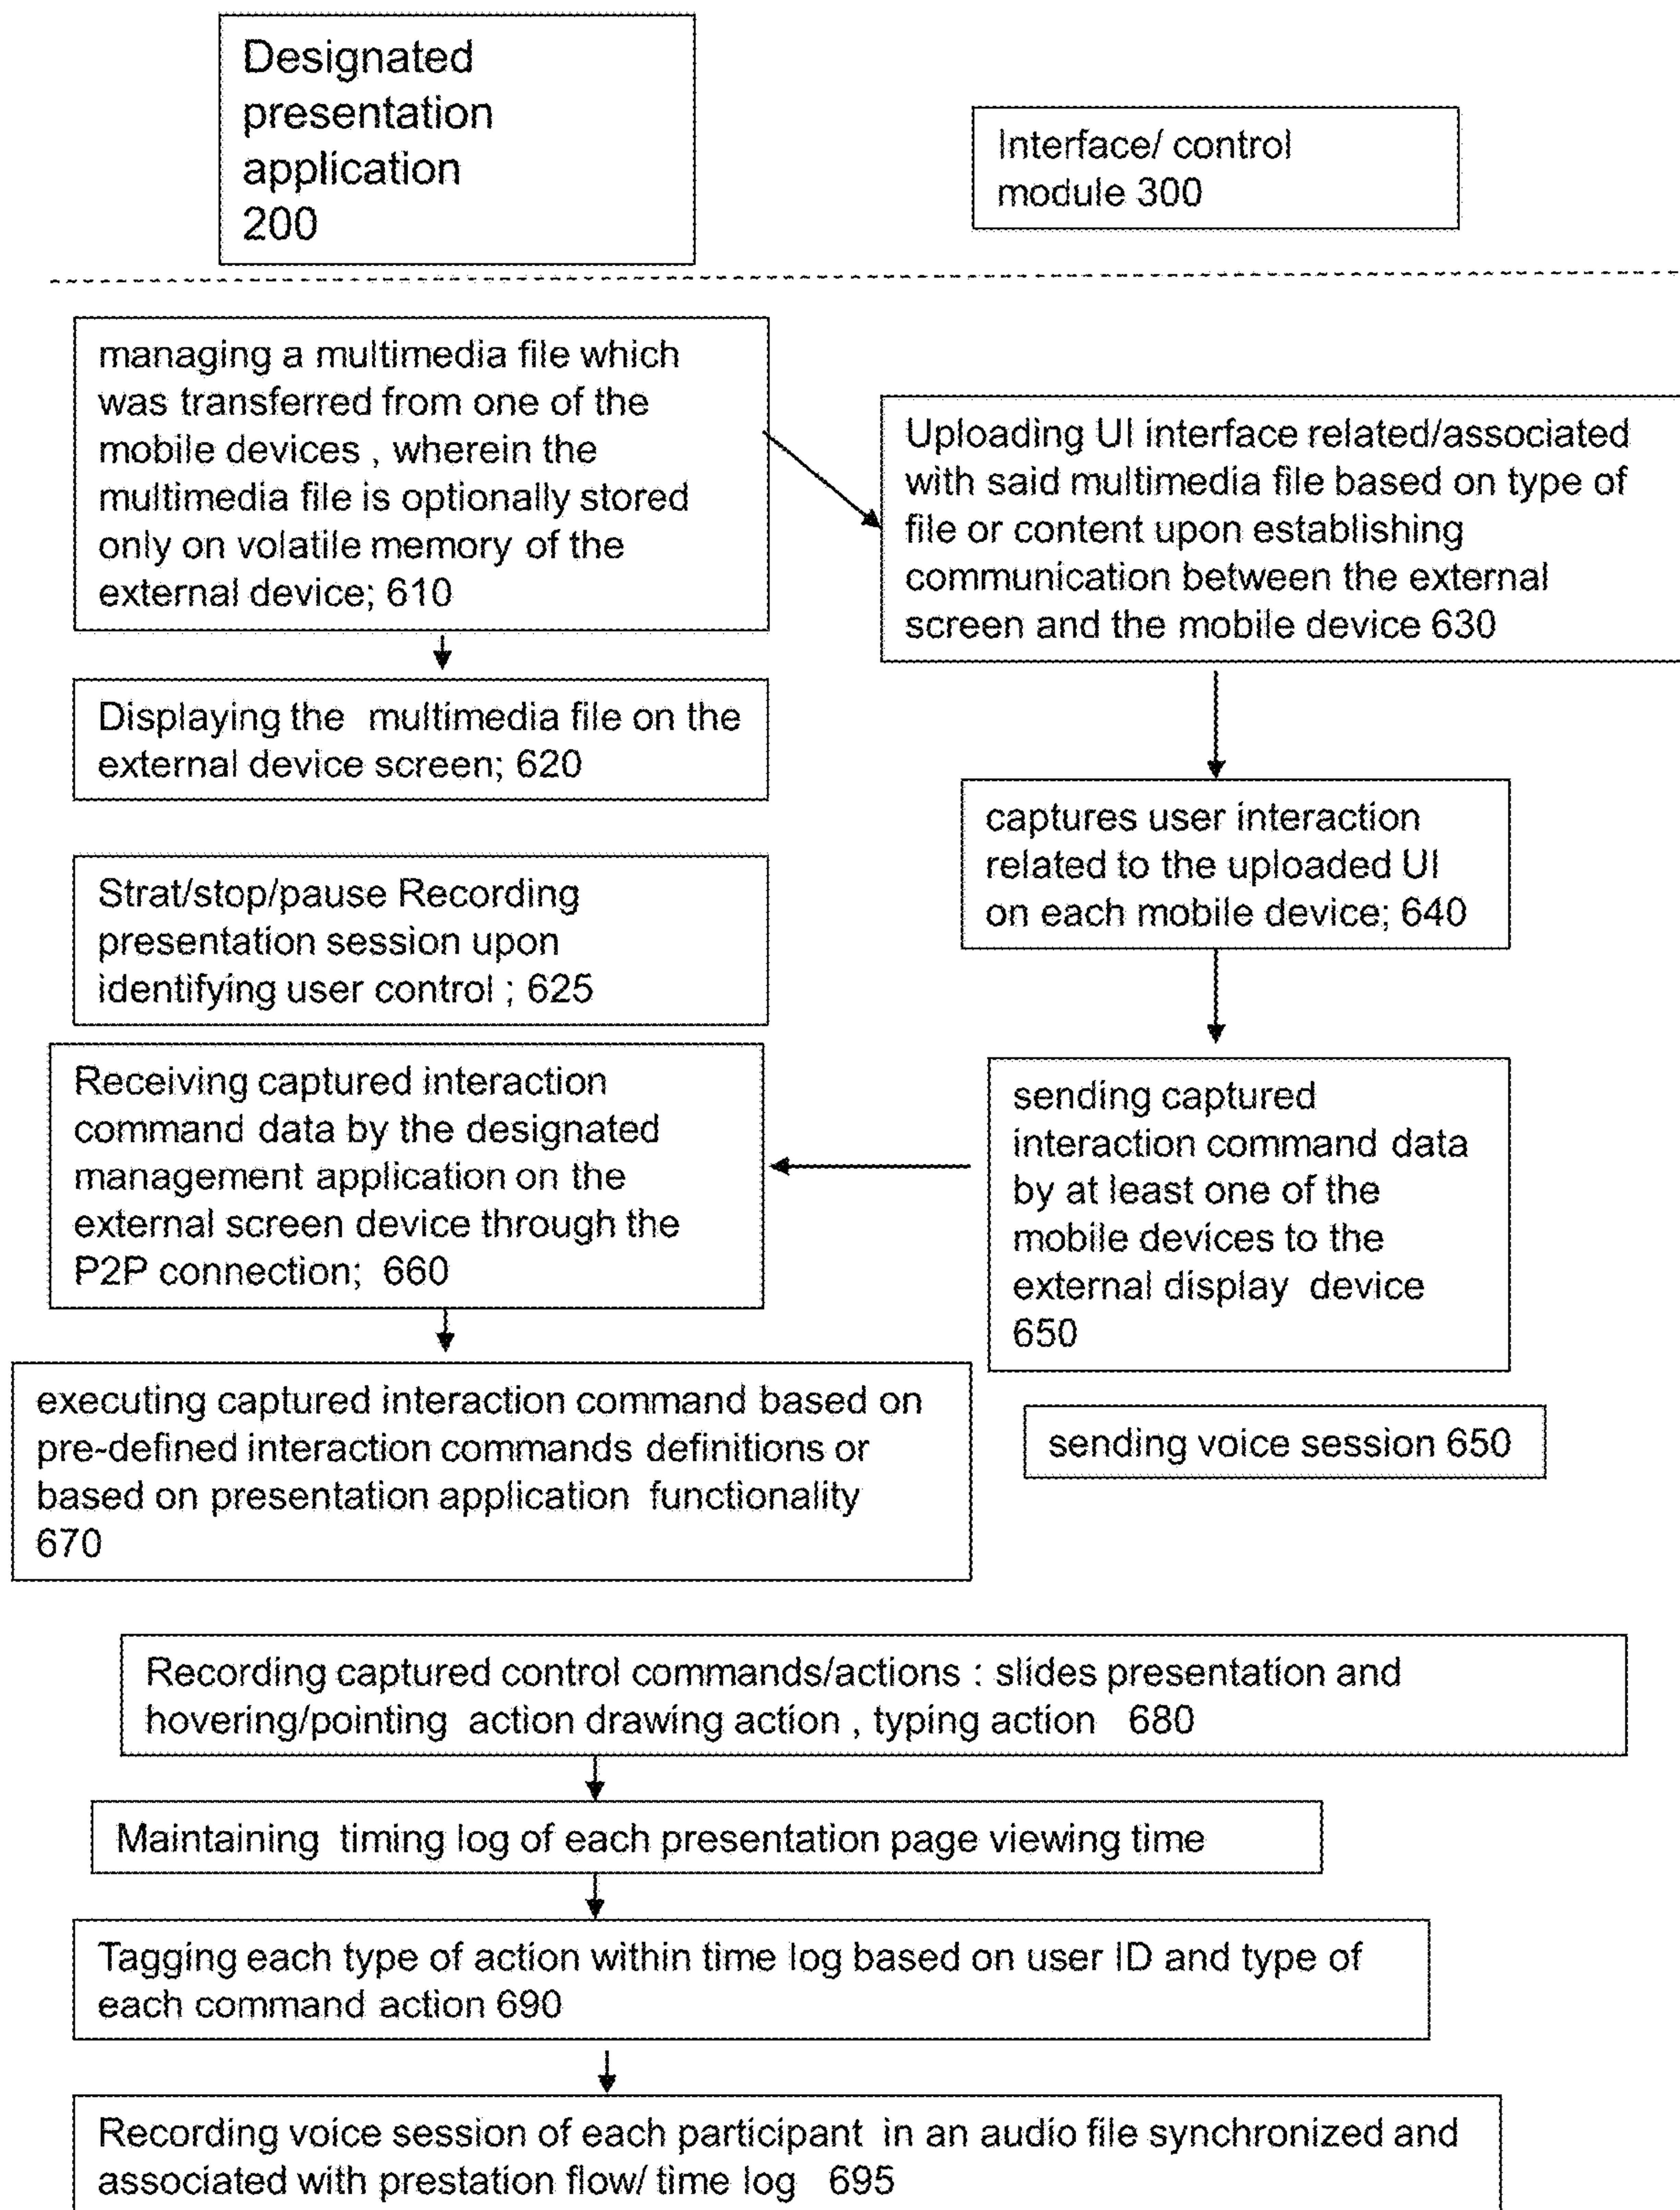 Designated
presentation
application
200
Interface/ control
module 300
managing a multimedia file which
was transferred from one of the
mobile devices , wherein the
multimedia file is optionally stored
only on volatile memory of the
external device; 610
Uploading UI interface related/associated
with said multimedia file based on type of
file or content upon establishing
communication between the external
screen and the mobile device 630
Displaying the multimedia file on the
external device screen; 620
captures user interaction
related to the uploaded UI
on each mobile device; 640
Strat/stop/pause Recording
presentation session upon
identifying user control ; 625
Receiving captured interaction
command data by the designated
management application on the
external screen device through the
P2P connection; 660
sending captured
interaction command data
by at least one of the
mobile devices to the
external display device
650
executing captured interaction command based on
pre-defined interaction commands definitions or
based on presentation application functionality
670
sending voice session 650
Recording captured control commands/actions : slides presentation and
hovering/pointing action drawing action , typing action 680
Maintaining timing log of each presentation page viewing time
Tagging each type of action within time log based on user ID and type of
each command action 690
Recording voice session of each participant in an audio file synchronized and
associated with prestation flow/ time log 695